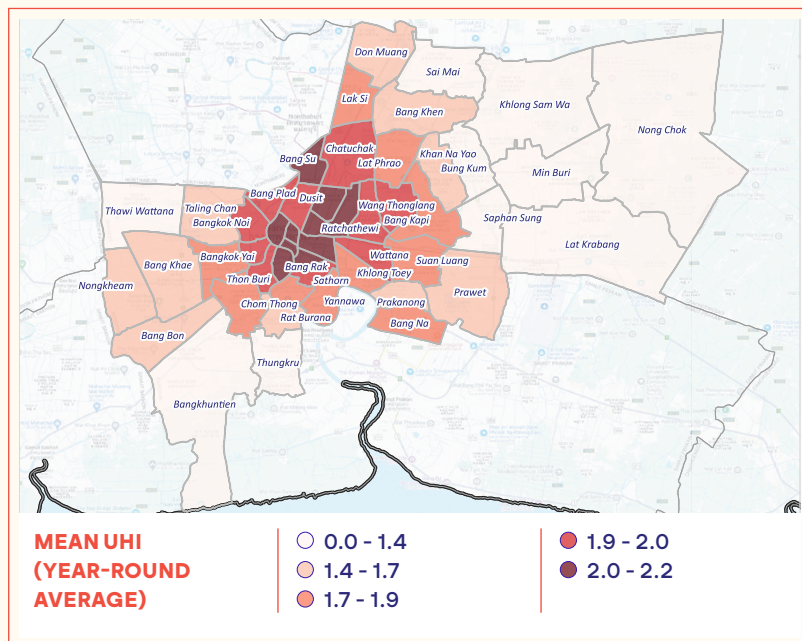 Don Muang
Sai Mai
Lak Si
Khlong Sam Wa
Bang Khen
Nong Chok
Chatuchak
Bang Su
Lat Phrao
Khan Na Yao
Bung Kum
Min Buri
Bang Plad
Dusit
Wang Thonglang
Thawi Wattana
Taling Chan
Bangkok Noi
Bang Kapi
Saphan Sung
Ratchathewi
Lat Krabang
Bangkok Yai
Wattana
Suan Luang
Bang Khae
Bang Rak
Khlong Toey
Nongkheam
Thon Buri
Sathorn
Prawet
Chom Thong
Yannawa
Prakanong
Rat Burana
Bang Na
Bang Bon
Thungkru
Bangkhuntien
MEAN UHI
(YEAR-ROUND
AVERAGE)
0.0 - 1.4
1.4 - 1.7
1.7 - 1.9
1.9 - 2.0
2.0 - 2.2